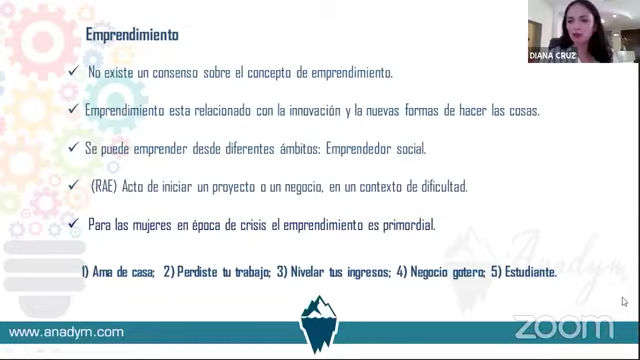 Emprendimiento
DIANA CRUZ
✓ No existe un consenso sobre el concepto de emprendimiento.
✓ Emprendimiento esta relacionado con la innovación y la nuevas formas de hacer las cosas.
✓ Se puede emprender desde diferentes ámbitos: Emprendedor social.
✓ (RAE) Acto de iniciar un proyecto o un negocio, en un contexto de dificultad.
✓ Para las mujeres en época de crisis el emprendimiento es primordial.
1) Ama de casa; 2) Perdiste tu trabajo; 3) Nivelar tus ingresos; 4) Negocio gotero; 5) Estudiante.
Anadym
www.anadym.com
zoom